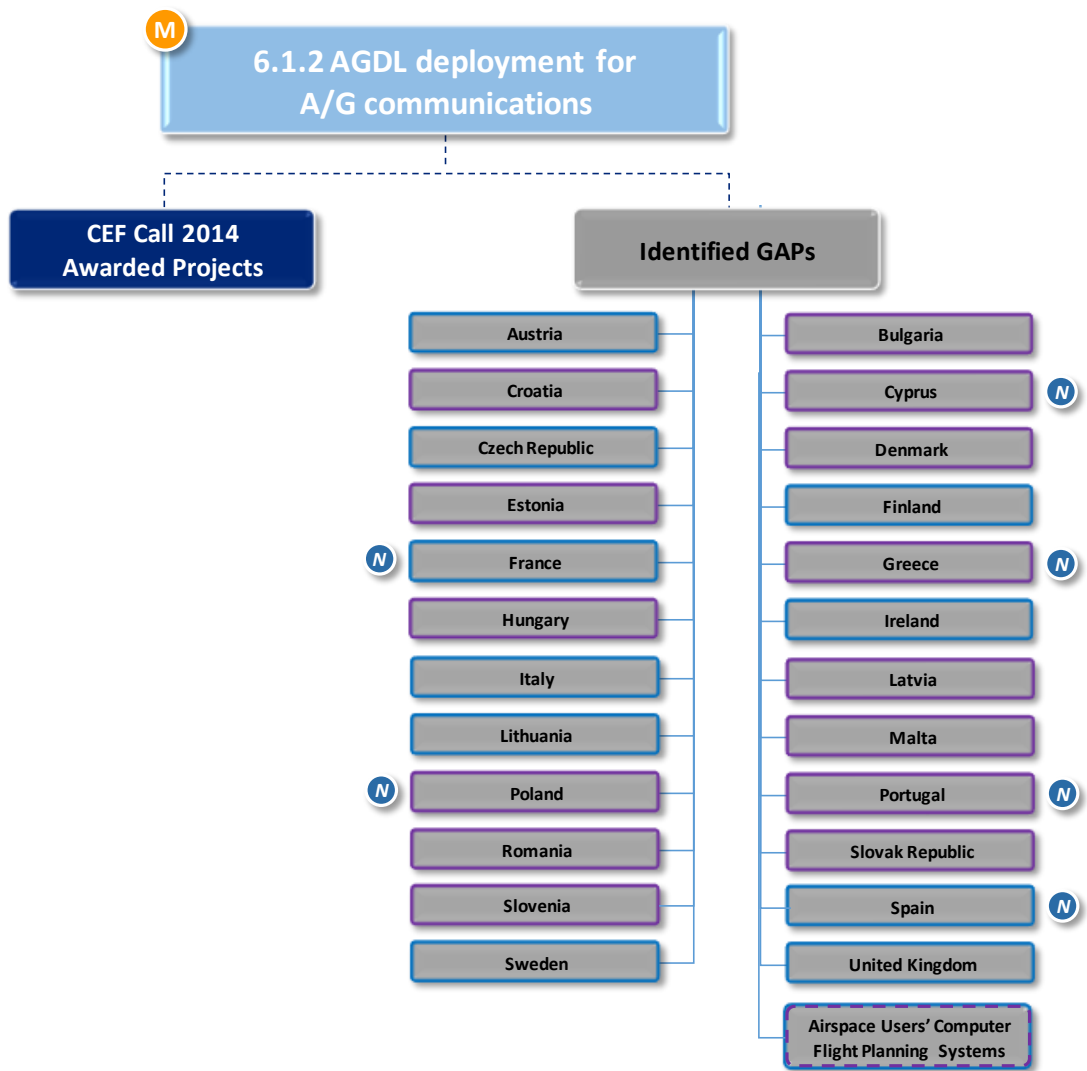 M
6.1.2 AGDL deployment for
A/G communications
CEF Call 2014
Awarded Projects
Identified GAPs
Austria
Bulgaria
Croatia
Cyprus
N
Czech Republic
Denmark
Estonia
Finland
N
France
Greece
N
Hungary
Ireland
Italy
Latvia
Lithuania
Malta
N
Poland
Portugal
N
Romania
Slovak Republic
Slovenia
Spain
N
Sweden
United Kingdom
Airspace Users' Computer
Flight Planning Systems